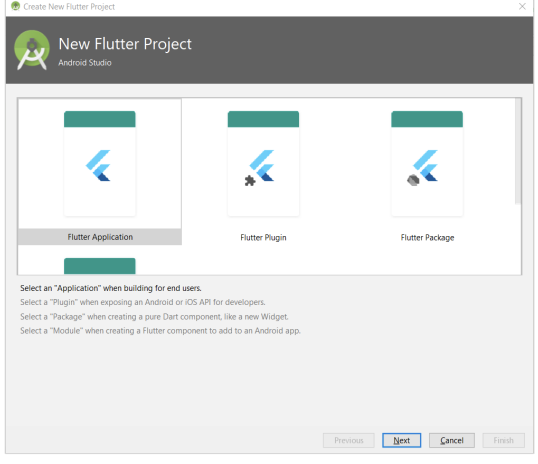 Create New Flutter Project
New Flutter Project
Android Studio
Flutter Application
Flutter Plugin
Flutter Package
Select an "Application" when building for end users.
Select a "Plugin" when exposing an Android or iOS API for developers.
Select a "Package" when creating a pure Dart component, like a new Widget.
Select a "Module" when creating a Flutter component to add to an Android app.
Previous Next Cancel Finish